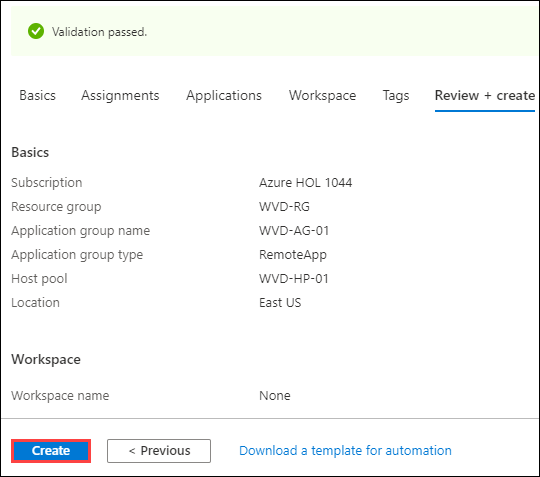 Validation passed.
Basics Assignments Applications Workspace Tags Review + create
Basics
Subscription Azure HOL 1044
Resource group WVD-RG
Application group name WVD-AG-01
Application group type RemoteApp
Host pool WVD-HP-01
Location East US
Workspace
Workspace name None
Create < Previous Download a template for automation